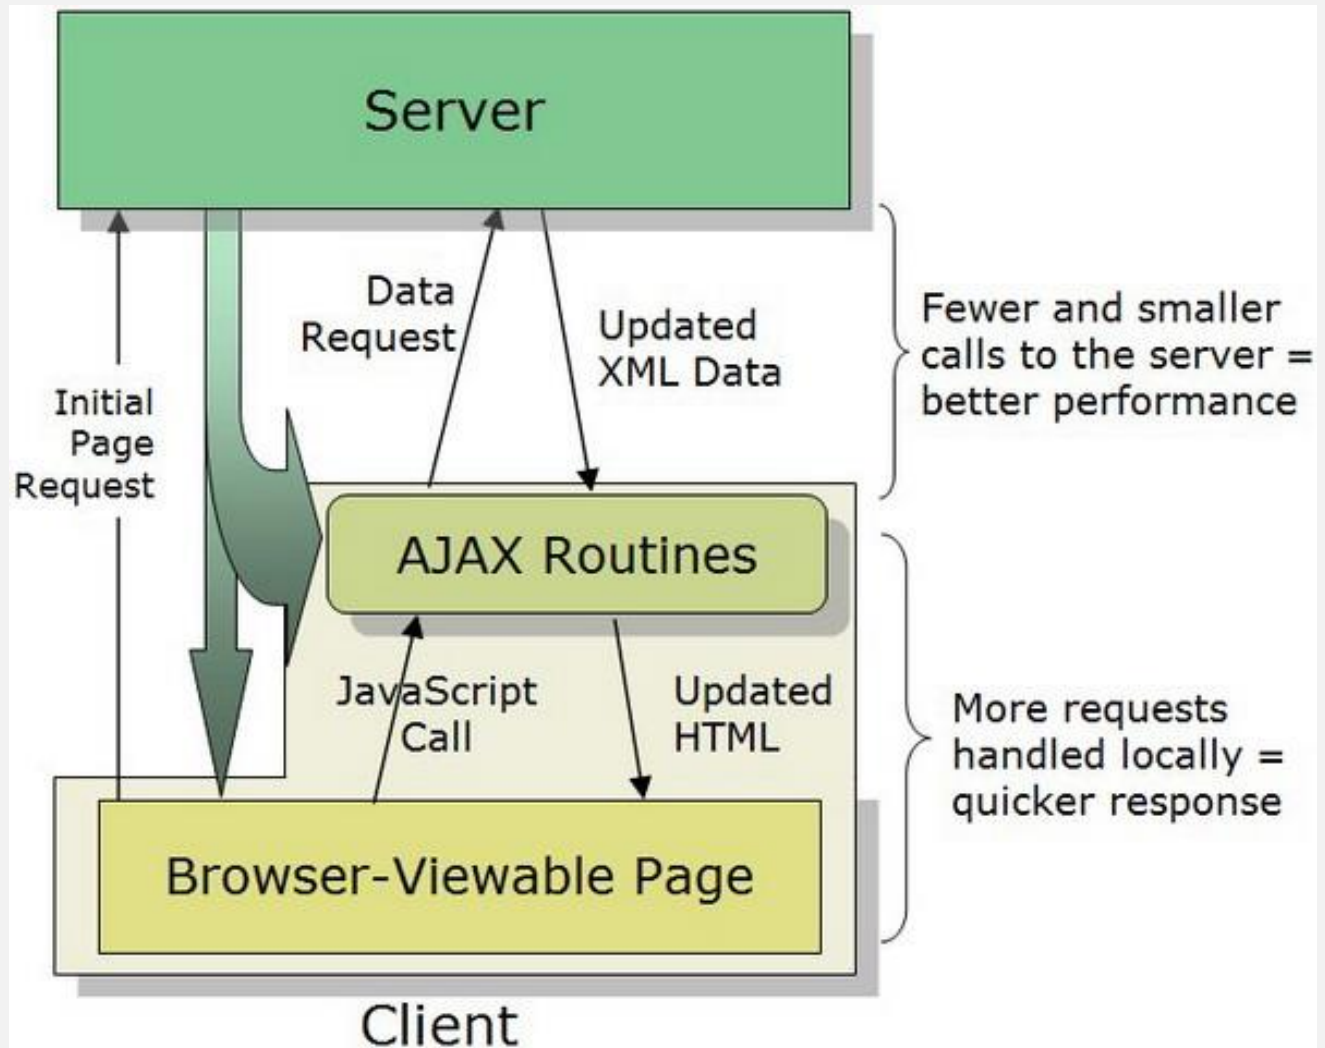 Server
Data
Request
Updated
XML Data
Fewer and smaller
calls to the server =
better performance
Initial
Page
Request
AJAX Routines
JavaScript
Call
Updated
HTML
More requests
handled locally =
quicker response
Browser-Viewable Page
Client